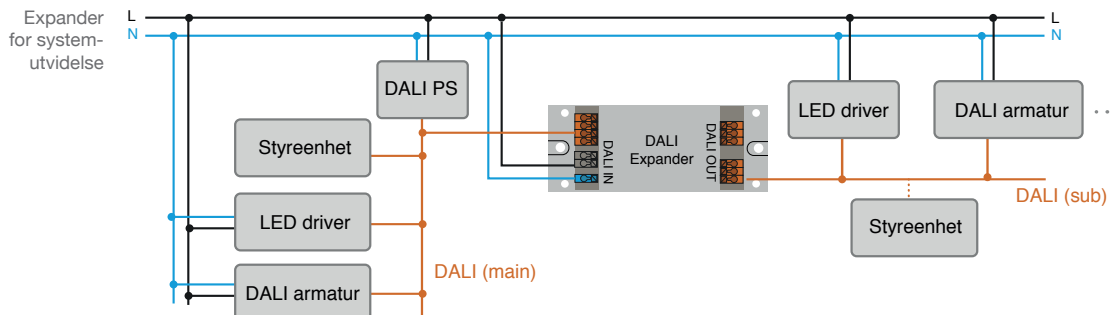 Expander
for system-
utvidelse
L
N
L
N
DALI PS
Styreenhet
LED driver
DALI armatur
DALI (main)
DALI IN
DALI
Expander
DALI OUT
LED driver
DALI armatur
DALI (sub)
Styreenhet